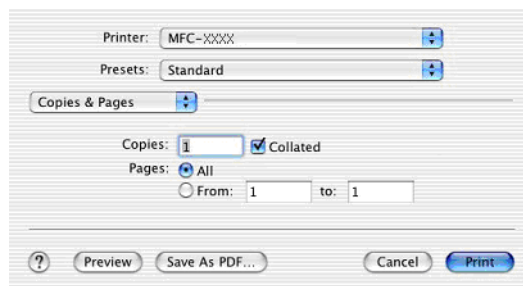 Printer: MFC-XXXX
Presets: Standard
Copies & Pages
Copies: 1 Collated
Pages: All
From: 1 to: 1
? Preview Save As PDF... Cancel Print